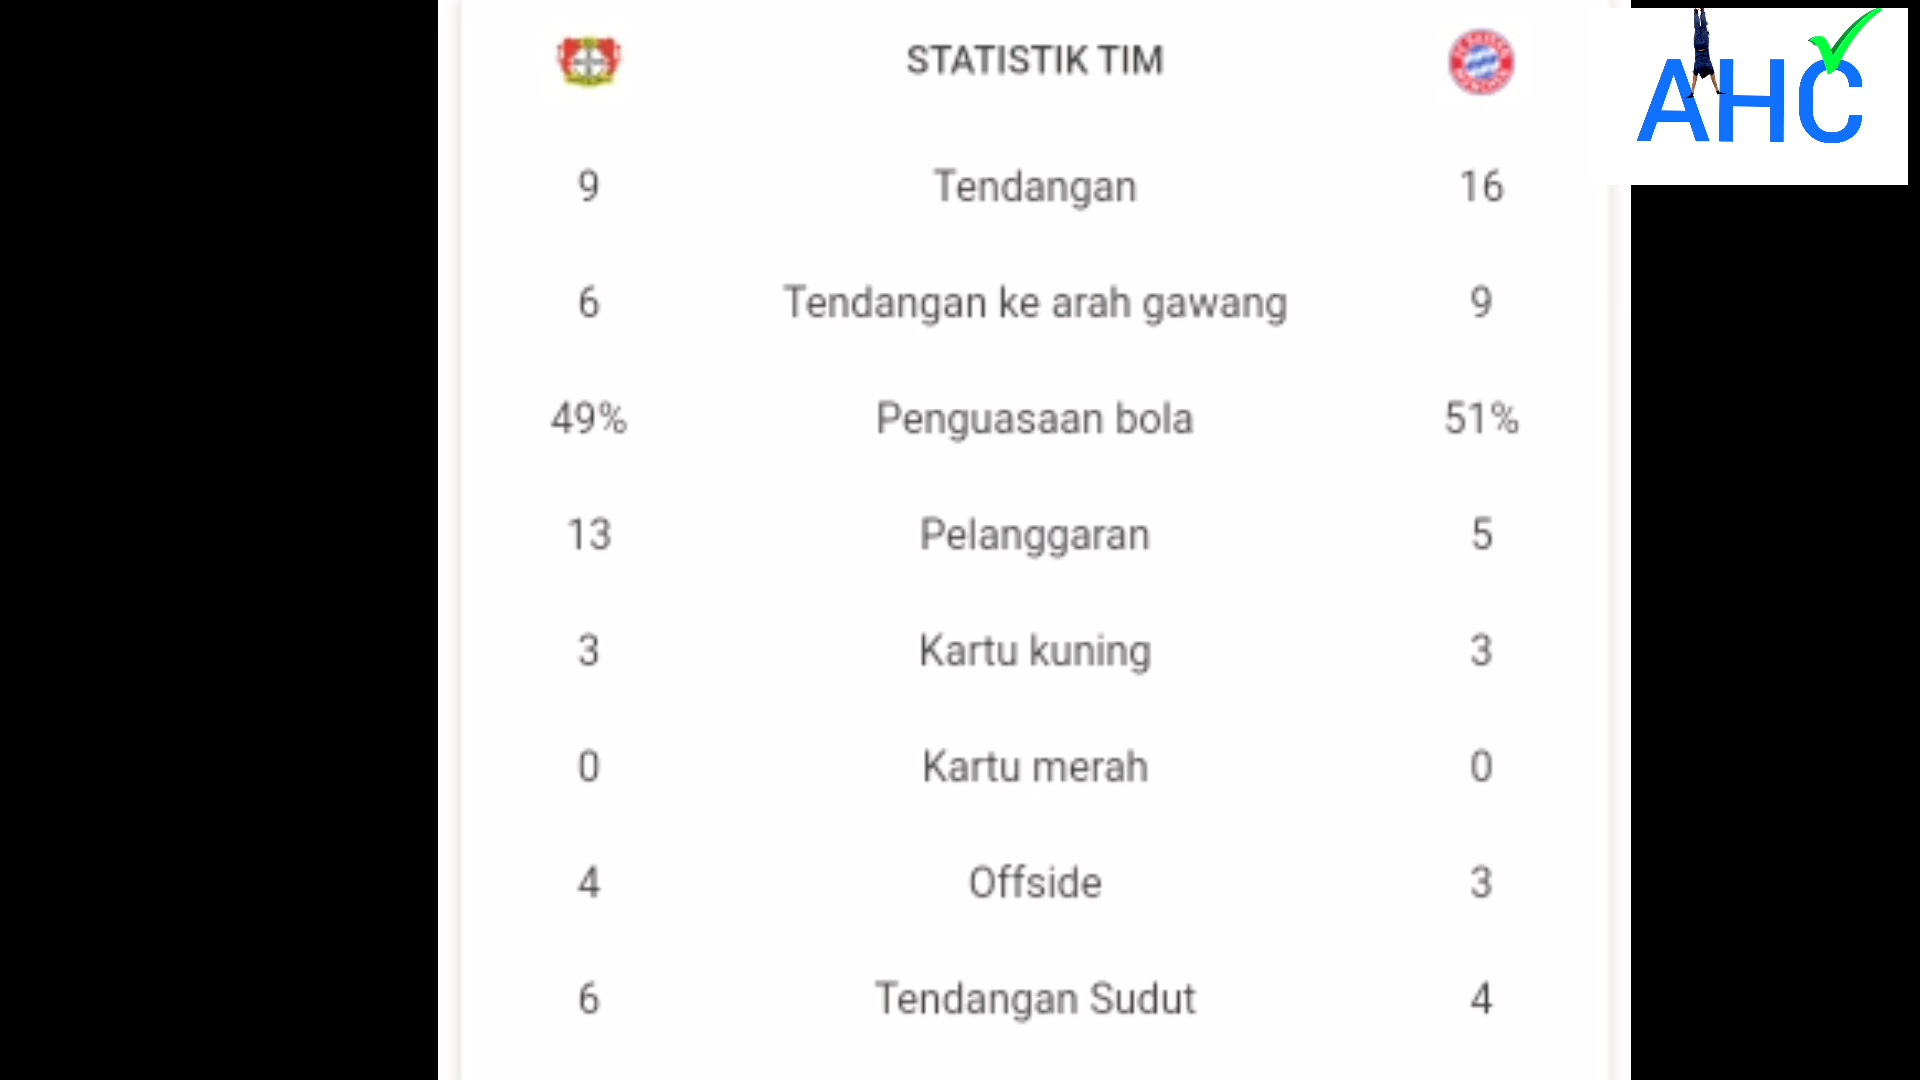 STATISTIK TIM
9 Tendangan 16
6 Tendangan ke arah gawang 9
49% Penguasaan bola 51%
13 Pelanggaran 5
3 Kartu kuning 3
0 Kartu merah 0
4 Offside 3
6 Tendangan Sudut 4
AHC